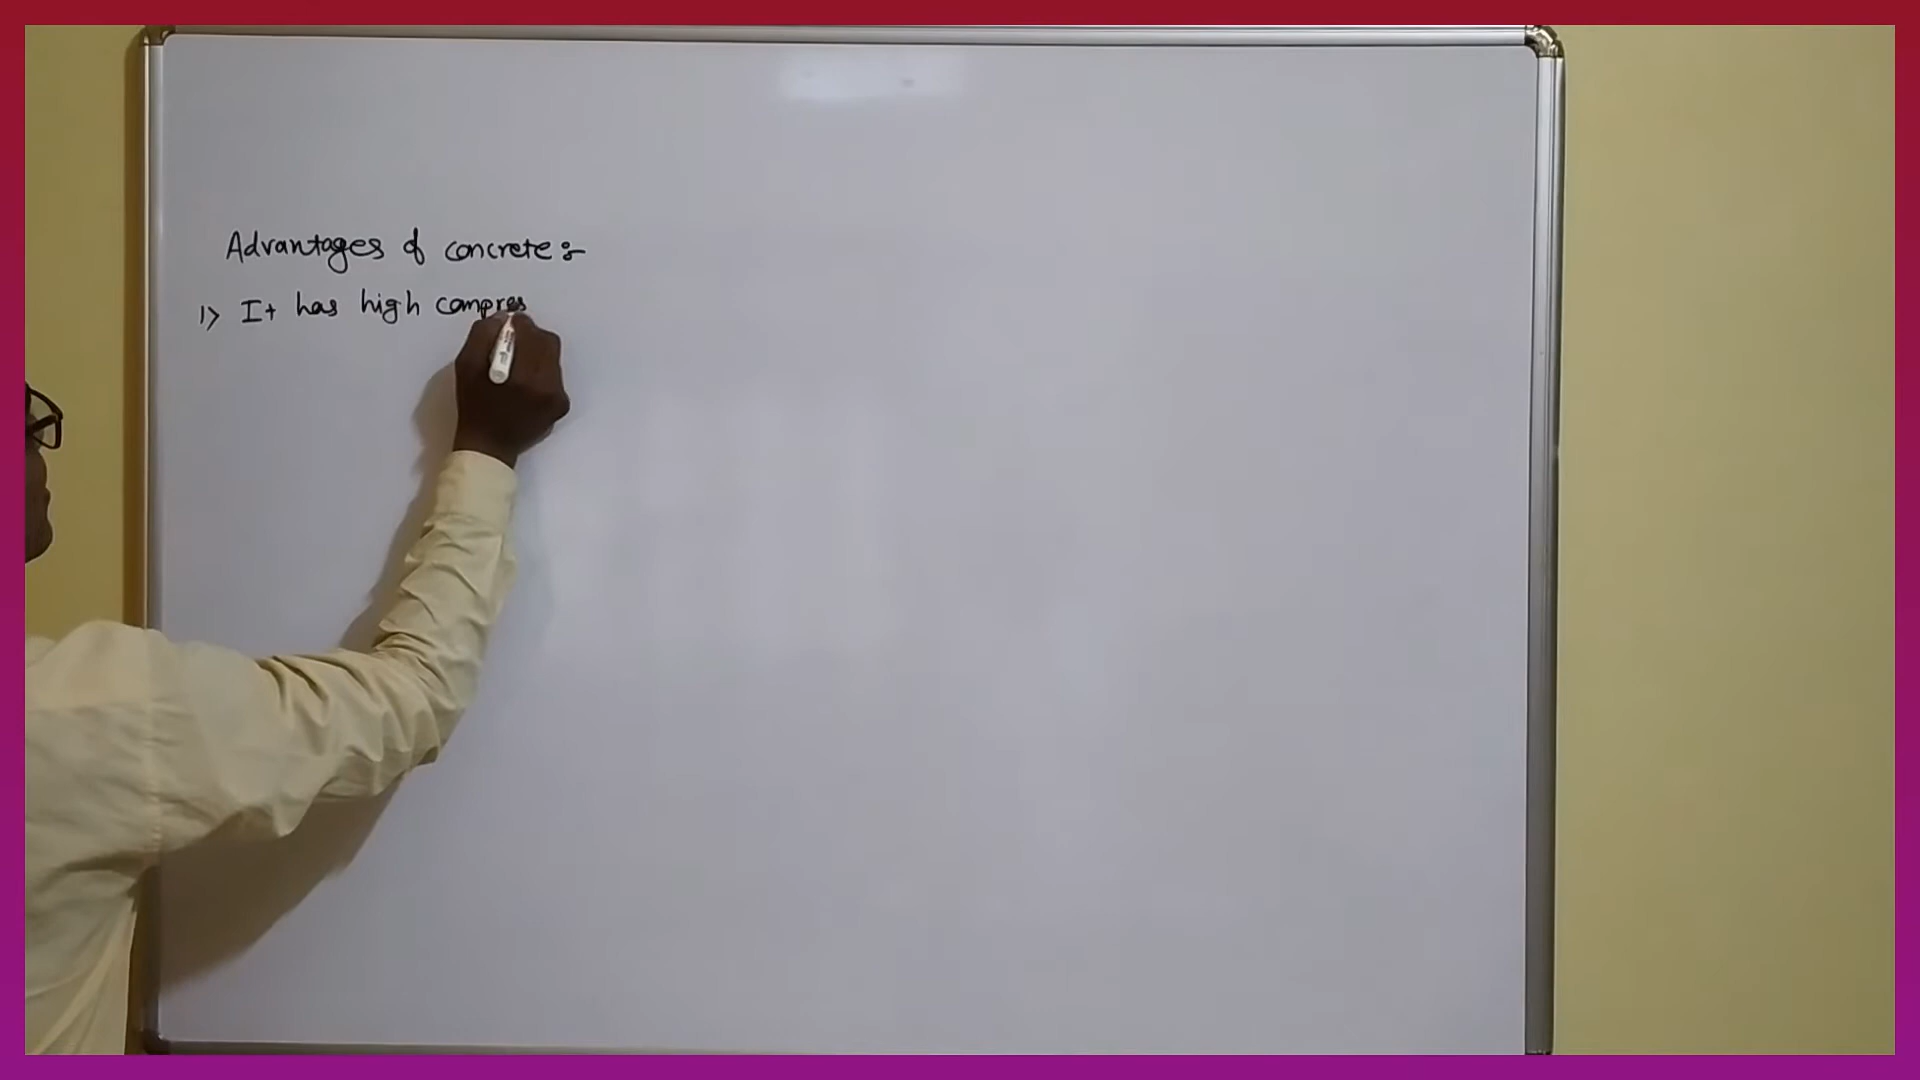 Advantages of concrete :-
1> It has high compres